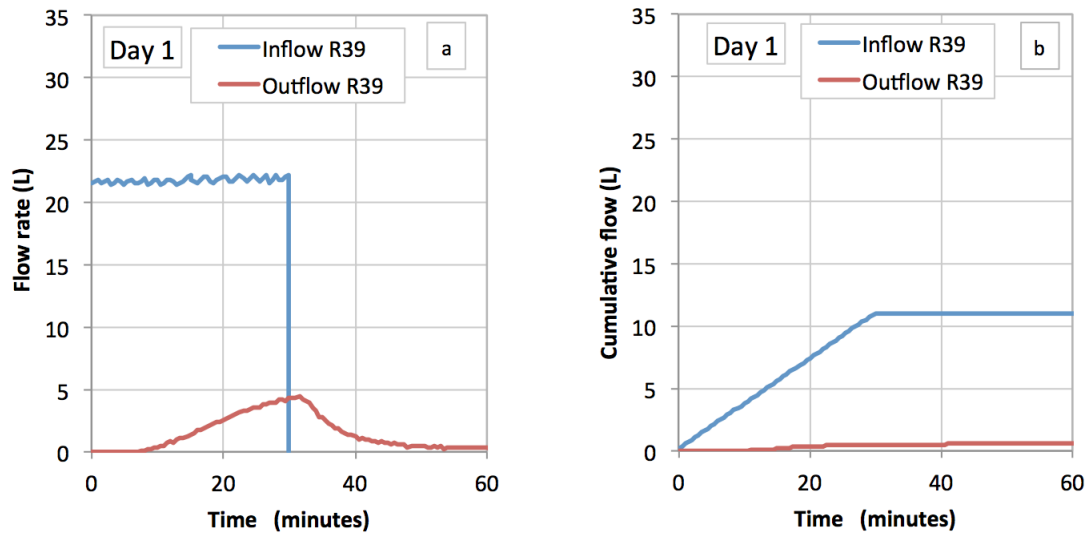 Day 1
Inflow R39
Outflow R39
a
35
30
25
20
15
10
5
0
Flow rate (L)
0 20 40 60
Time (minutes)
Day 1
Inflow R39
Outflow R39
b
35
30
25
20
15
10
5
0
Cumulative flow (L)
0 20 40 60
Time (minutes)